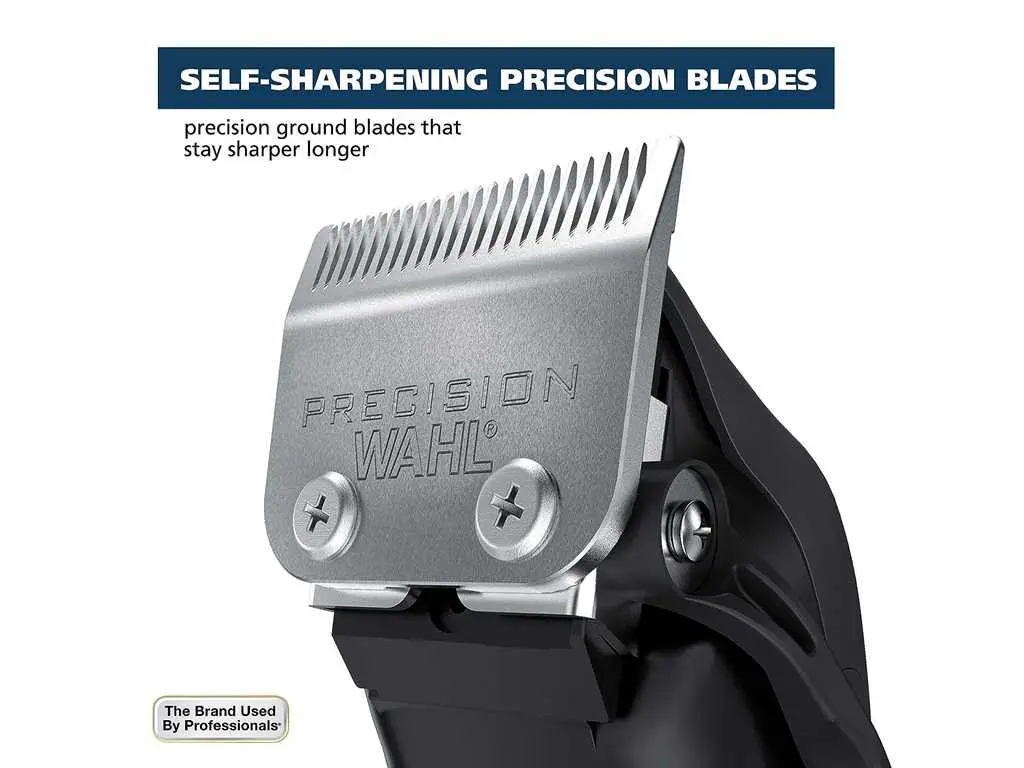 SELF-SHARPENING PRECISION BLADES
precision ground blades that
stay sharper longer
PRECISION
WAHL®
The Brand Used
By Professionals®